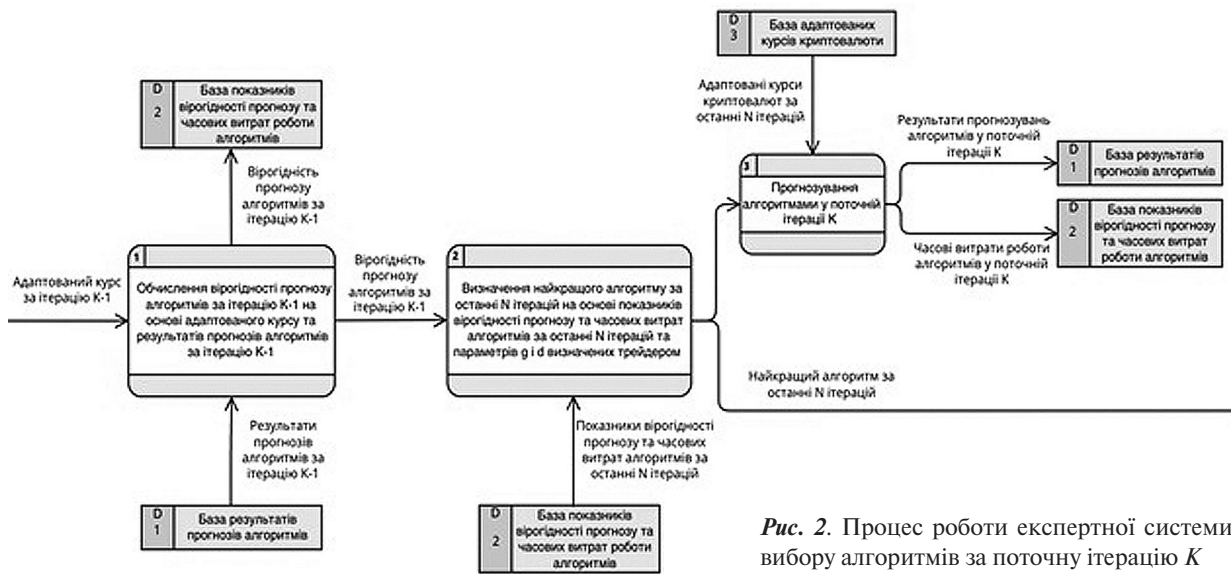 D
3
База адаптованих
курсів криптовалюти
D
2
База показників
вірогідності прогнозу та
часових витрат роботи
алгоритмів
Адаптовані курси
криптовалют за
останні N ітерацій
Результати прогнозувань
алгоритмів у поточній
ітерації K
D
1
База результатів
прогнозів алгоритмів
Вірогідність
прогнозу
алгоритмів за
ітерацію K-1
3
Прогнозування
алгоритмами у поточній
ітерації K
D
2
База показників
вірогідності прогнозу
та часових витрат
роботи алгоритмів
Часові витрати роботи
алгоритмів у поточній
ітерації K
Адаптований курс
за ітерацію K-1
1
Обчислення вірогідності прогнозу
алгоритмів за ітерацію K-1 на
основі адаптованого курсу та
результатів прогнозів алгоритмів
за ітерацію K-1
Вірогідність
прогнозу
алгоритмів за
ітерацію K-1
2
Визначення найкращого алгоритму за
останні N ітерацій на основі показників
вірогідності прогнозу та часових витрат
алгоритмів за останні N ітерацій та
параметрів g і d визначених трейдером
Найкращий алгоритм за
останні N ітерацій
Результати
прогнозів
алгоритмів за
ітерацію K-1
Показники вірогідності
прогнозу та часових
витрат алгоритмів за
останні N ітерацій
D
1
База результатів
прогнозів алгоритмів
D
2
База показників
вірогідності прогнозу та
часових витрат роботи
алгоритмів
Рис. 2. Процес роботи експертної системи
вибору алгоритмів за поточну ітерацію K